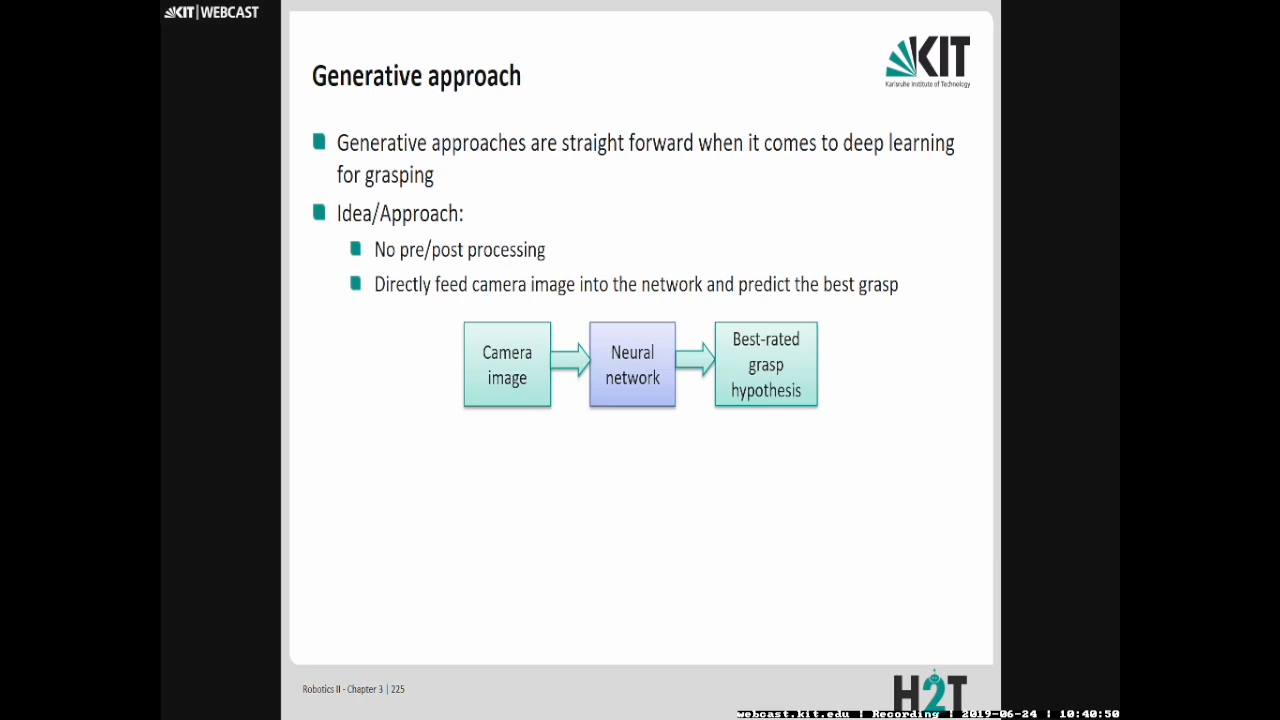 KIT | WEBCAST
KIT
Karlsruhe Institute of Technology
Generative approach
Generative approaches are straight forward when it comes to deep learning
for grasping
Idea/Approach:
No pre/post processing
Directly feed camera image into the network and predict the best grasp
Camera
image
Neural
network
Best-rated
grasp
hypothesis
Robotics II - Chapter 3 | 225
H2T
webcast.kit.edu | Recording | 2019-06-24 | 10:40:50